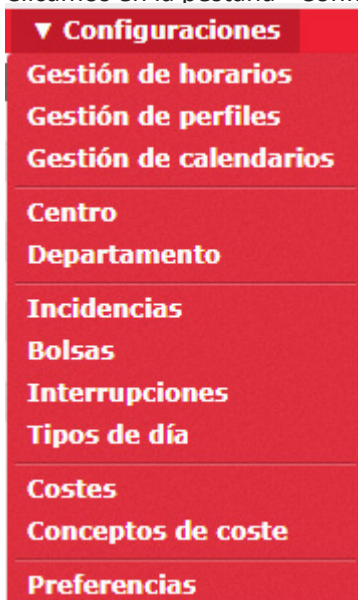 ▼ Configuraciones
Gestión de horarios
Gestión de perfiles
Gestión de calendarios
Centro
Departamento
Incidencias
Bolsas
Interrupciones
Tipos de día
Costes
Conceptos de coste
Preferencias